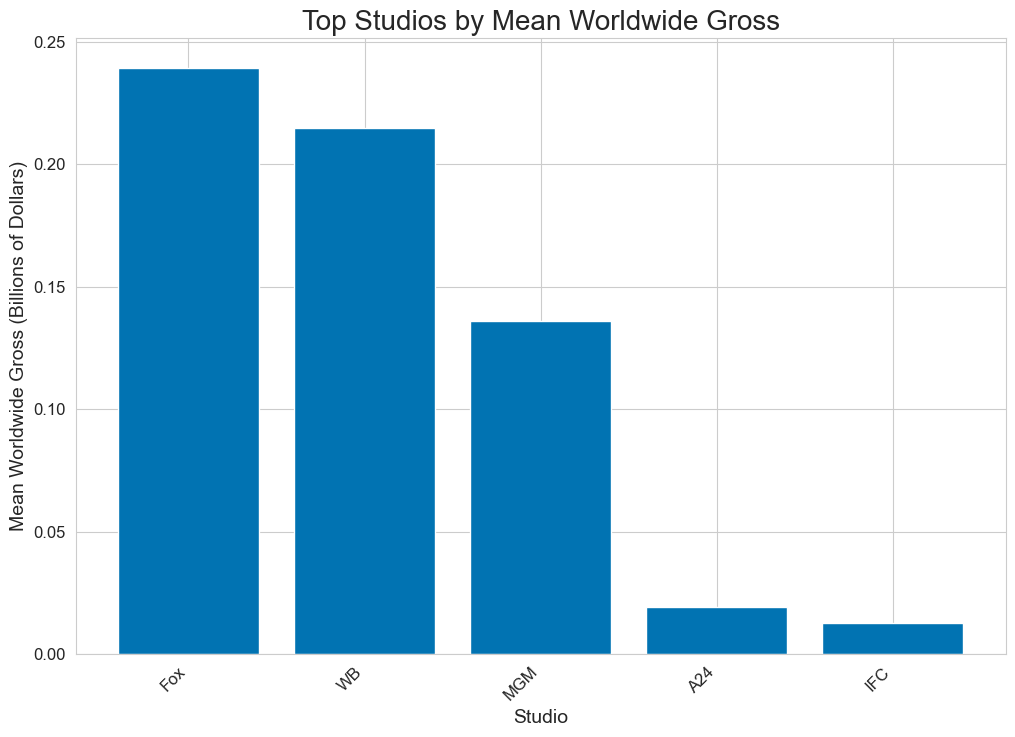 Top Studios by Mean Worldwide Gross
Mean Worldwide Gross (Billions of Dollars)
0.25
0.20
0.15
0.10
0.05
0.00
Fox
WB
MGM
A24
IFC
Studio